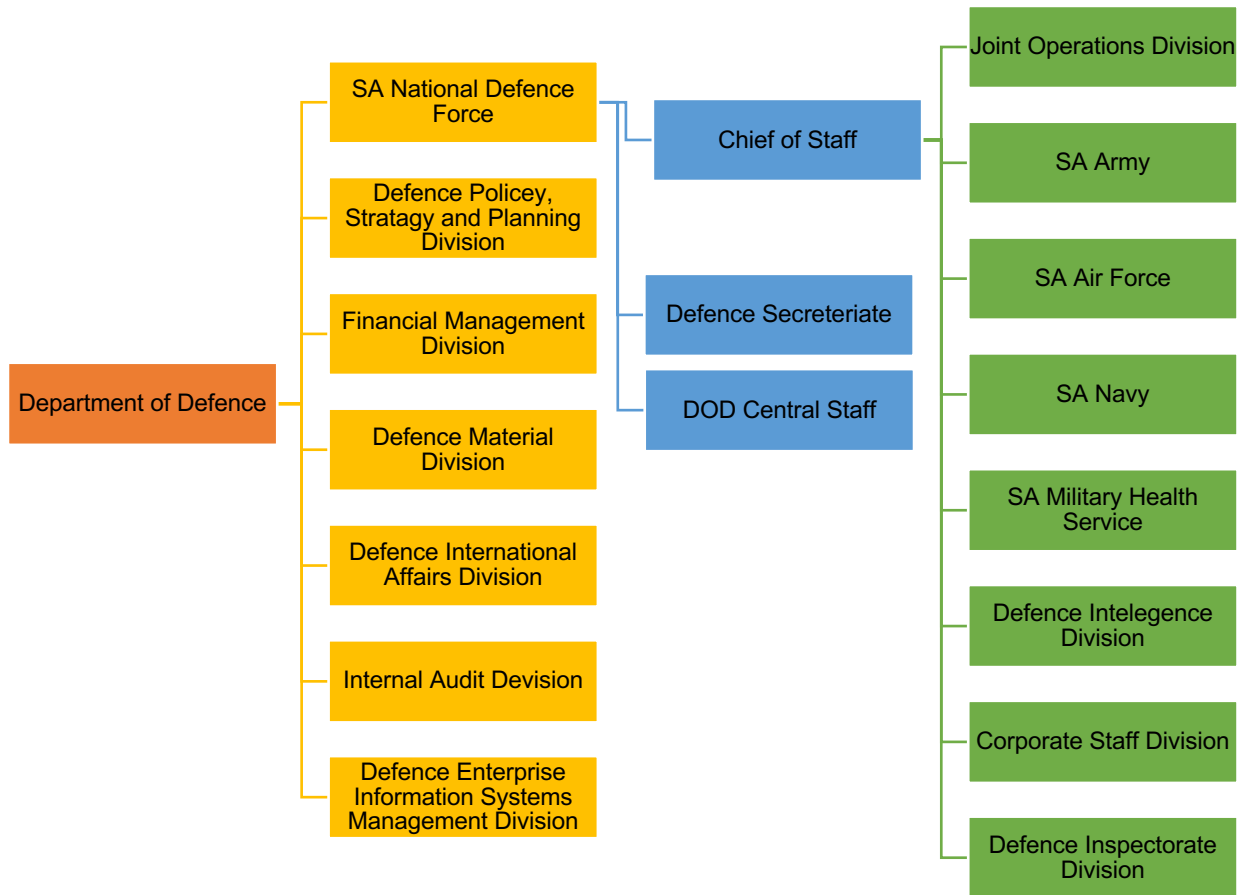 Department of Defence
SA National Defence
Force
Defence Policey,
Stratagy and Planning
Division
Financial Management
Division
Defence Material
Division
Defence International
Affairs Division
Internal Audit Devision
Defence Enterprise
Information Systems
Management Division
Chief of Staff
Defence Secreteriate
DOD Central Staff
Joint Operations Division
SA Army
SA Air Force
SA Navy
SA Military Health
Service
Defence Intelegence
Division
Corporate Staff Division
Defence Inspectorate
Division